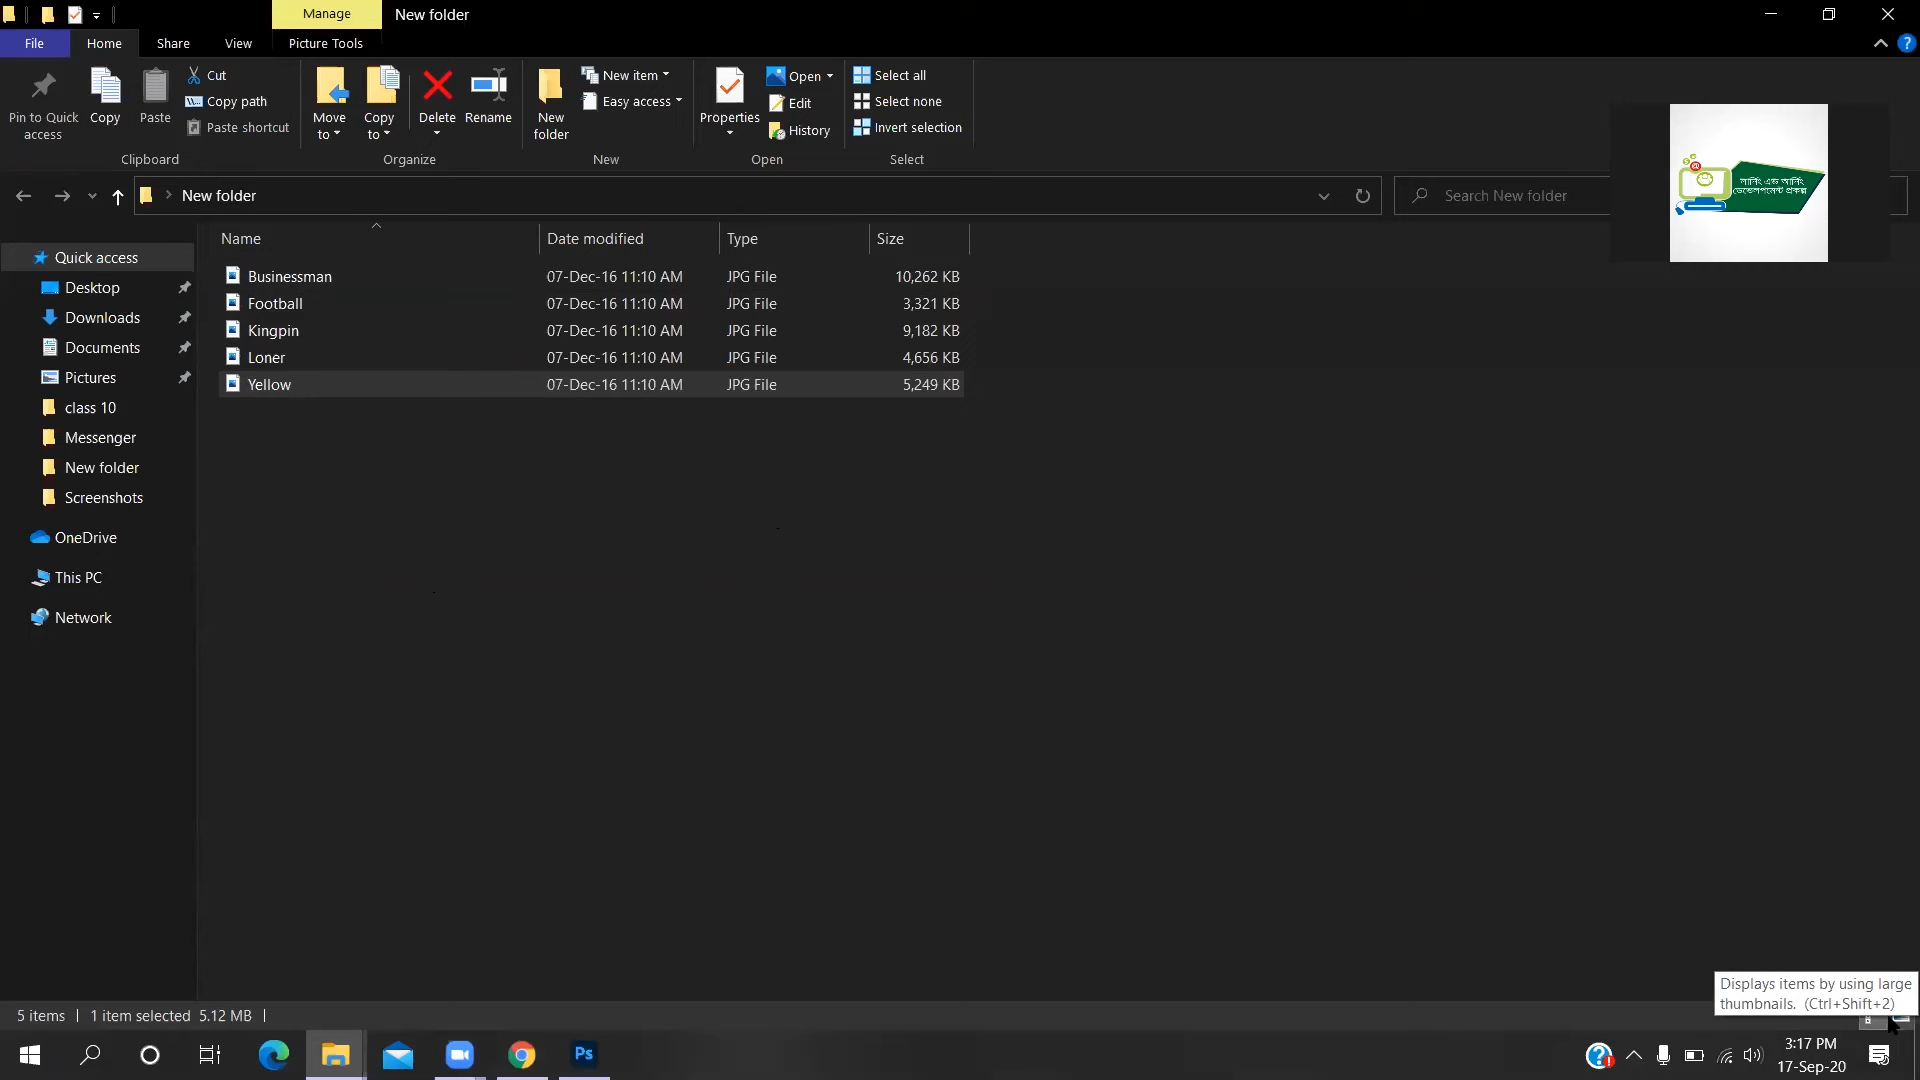 Manage
New folder
File
Home
Share
View
Picture Tools
Pin to Quick
access
Copy
Paste
Cut
Copy path
Paste shortcut
Clipboard
Move
to
Copy
to
Delete
Rename
Organize
New
folder
New item
Easy access
New
Properties
Open
Edit
History
Open
Select all
Select none
Invert selection
Select
New folder
Search New folder
লার্নিং এন্ড আর্নিং
ডেভেলপমেন্ট প্রকল্প
Name
Date modified
Type
Size
Businessman 07-Dec-16 11:10 AM JPG File 10,262 KB
Football 07-Dec-16 11:10 AM JPG File 3,321 KB
Kingpin 07-Dec-16 11:10 AM JPG File 9,182 KB
Loner 07-Dec-16 11:10 AM JPG File 4,656 KB
Yellow 07-Dec-16 11:10 AM JPG File 5,249 KB
Quick access
Desktop
Downloads
Documents
Pictures
class 10
Messenger
New folder
Screenshots
OneDrive
This PC
Network
Displays items by using large
thumbnails. (Ctrl+Shift+2)
5 items
1 item selected 5.12 MB
Ps
3:17 PM
17-Sep-20